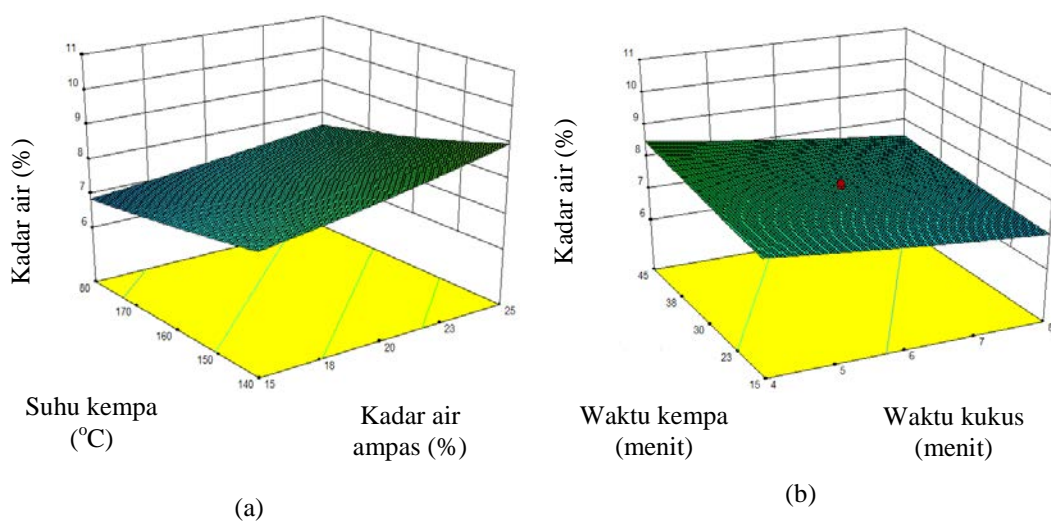 11
10
9
8
7
6
Kadar air (%)
80
170
160
150
140
15
18
20
23
25
Suhu kempa
(°C)
Kadar air
ampas (%)
(a)
11
10
9
8
7
6
Kadar air (%)
45
38
30
23
15
4
5
6
7
8
Waktu kempa
(menit)
Waktu kukus
(menit)
(b)